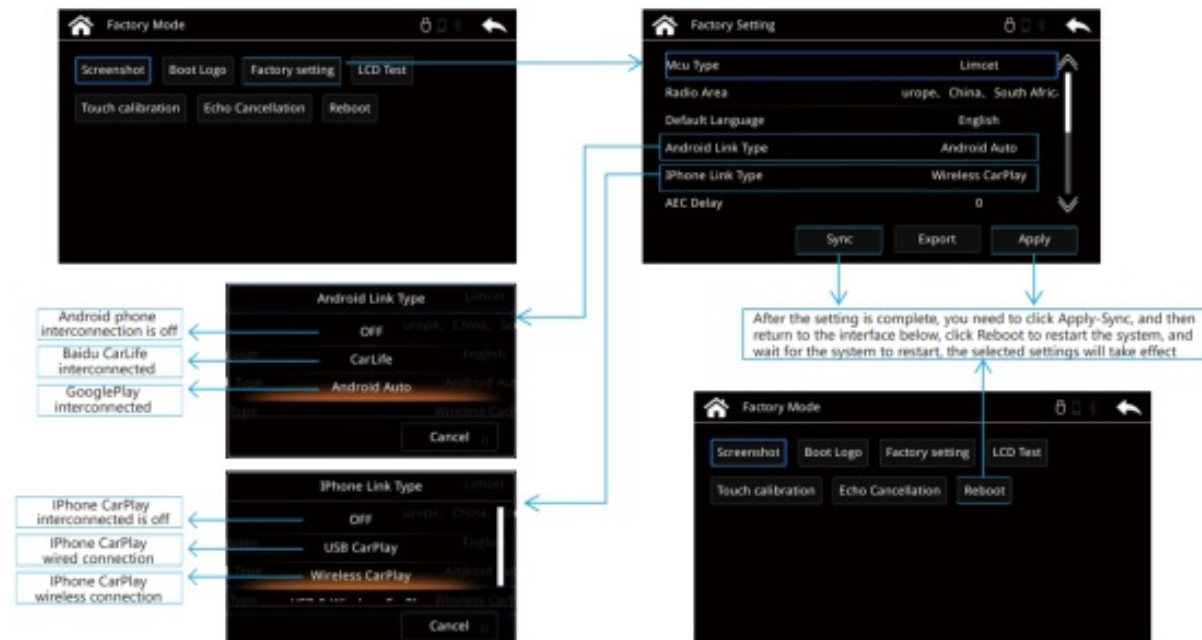 Factory Mode
Screenshot
Boot Logo
Factory setting
LCD Test
Touch calibration
Echo Cancellation
Reboot
Factory Setting
Mcu Type Limcet
Radio Area urope, China, South Afric
Default Language English
Android Link Type Android Auto
IPhone Link Type Wireless CarPlay
AEC Delay 0
Sync
Export
Apply
After the setting is complete, you need to click Apply-Sync, and then
return to the interface below, click Reboot to restart the system, and
wait for the system to restart, the selected settings will take effect
Android Link Type
OFF
CarLife
Android Auto
Cancel
Android phone
interconnection is off
Baidu CarLife
interconnected
GooglePlay
interconnected
IPhone Link Type
OFF
USB CarPlay
Wireless CarPlay
Cancel
IPhone CarPlay
interconnected is off
IPhone CarPlay
wired connection
IPhone CarPlay
wireless connection
Factory Mode
Screenshot
Boot Logo
Factory setting
LCD Test
Touch calibration
Echo Cancellation
Reboot